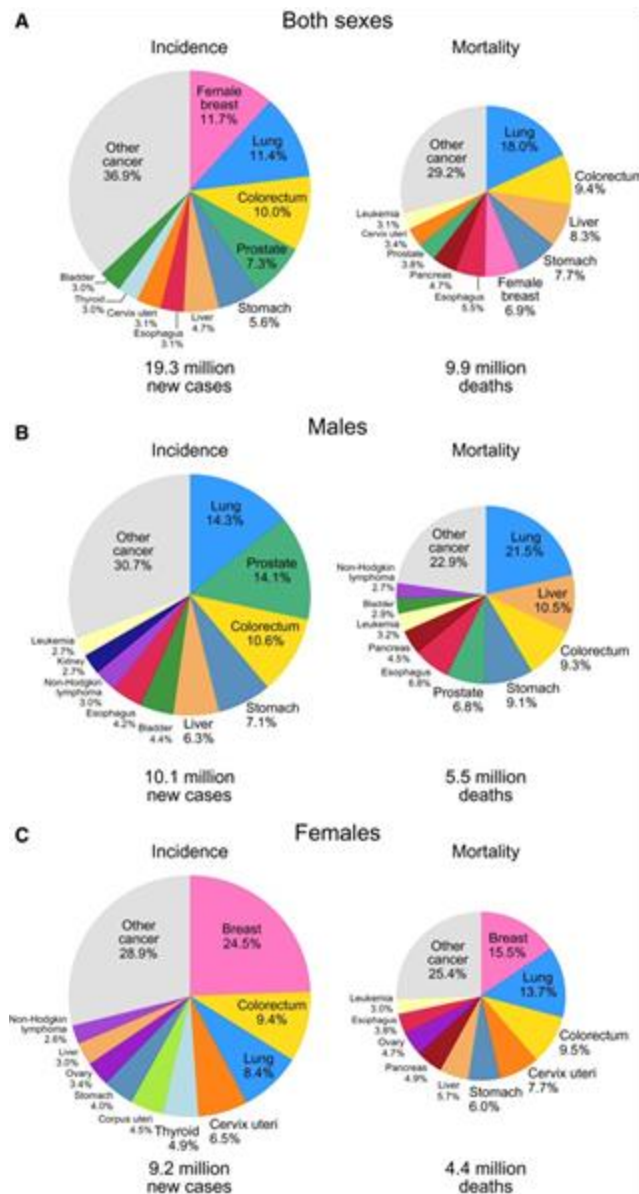 A
Both sexes
Incidence
Mortality
Female
breast
11.7%
Lung
11.4%
Colorectum
10.0%
Prostate
7.3%
Stomach
5.6%
Liver
4.7%
Esophagus
3.1%
Cervix uteri
3.1%
Thyroid
3.0%
Bladder
3.0%
Other
cancer
36.9%
19.3 million
new cases
Lung
18.0%
Colorectum
9.4%
Liver
8.3%
Stomach
7.7%
Female
breast
6.9%
Esophagus
5.5%
Pancreas
4.7%
Prostate
3.8%
Cervix uteri
3.4%
Leukemia
3.1%
Other
cancer
29.2%
9.9 million
deaths
B
Males
Incidence
Mortality
Lung
14.3%
Prostate
14.1%
Colorectum
10.6%
Stomach
7.1%
Liver
6.3%
Bladder
4.4%
Esophagus
4.2%
Non-Hodgkin
lymphoma
3.0%
Kidney
2.7%
Leukemia
2.7%
Other
cancer
30.7%
10.1 million
new cases
Lung
21.5%
Liver
10.5%
Colorectum
9.3%
Stomach
9.1%
Prostate
6.8%
Esophagus
6.8%
Pancreas
4.5%
Leukemia
3.2%
Bladder
2.9%
Non-Hodgkin
lymphoma
2.7%
Other
cancer
22.9%
5.5 million
deaths
C
Females
Incidence
Mortality
Breast
24.5%
Colorectum
9.4%
Lung
8.4%
Cervix uteri
6.5%
Thyroid
4.9%
Corpus uteri
4.5%
Stomach
4.0%
Ovary
3.4%
Liver
3.0%
Non-Hodgkin
lymphoma
2.6%
Other
cancer
28.9%
9.2 million
new cases
Breast
15.5%
Lung
13.7%
Colorectum
9.5%
Cervix uteri
7.7%
Stomach
6.0%
Liver
5.7%
Pancreas
4.9%
Ovary
4.7%
Esophagus
3.8%
Leukemia
3.0%
Other
cancer
25.4%
4.4 million
deaths